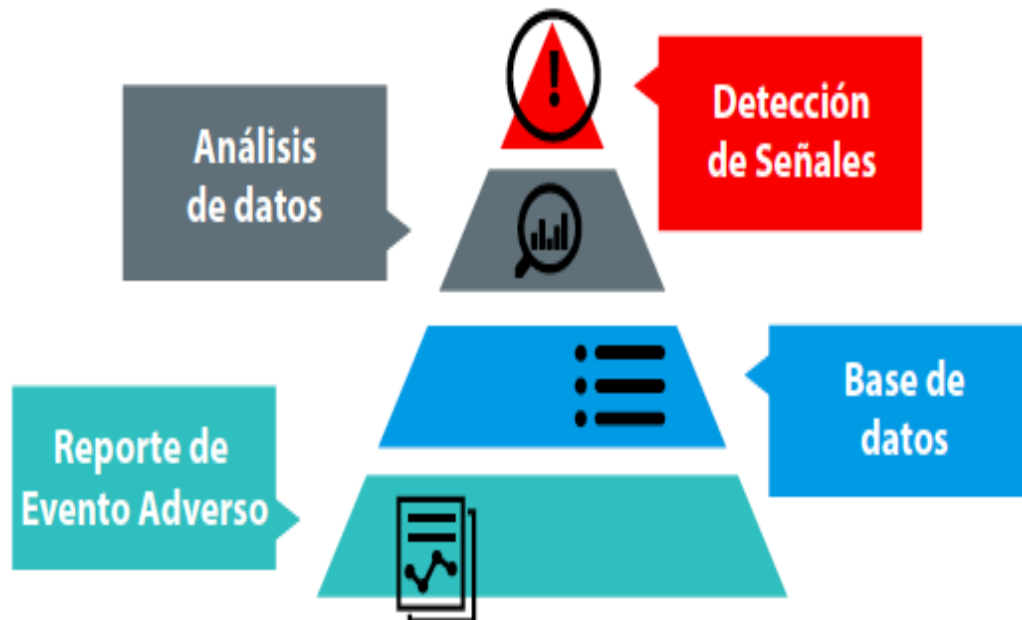 !
Detección
de Señales
Análisis
de datos
Base de
datos
Reporte de
Evento Adverso